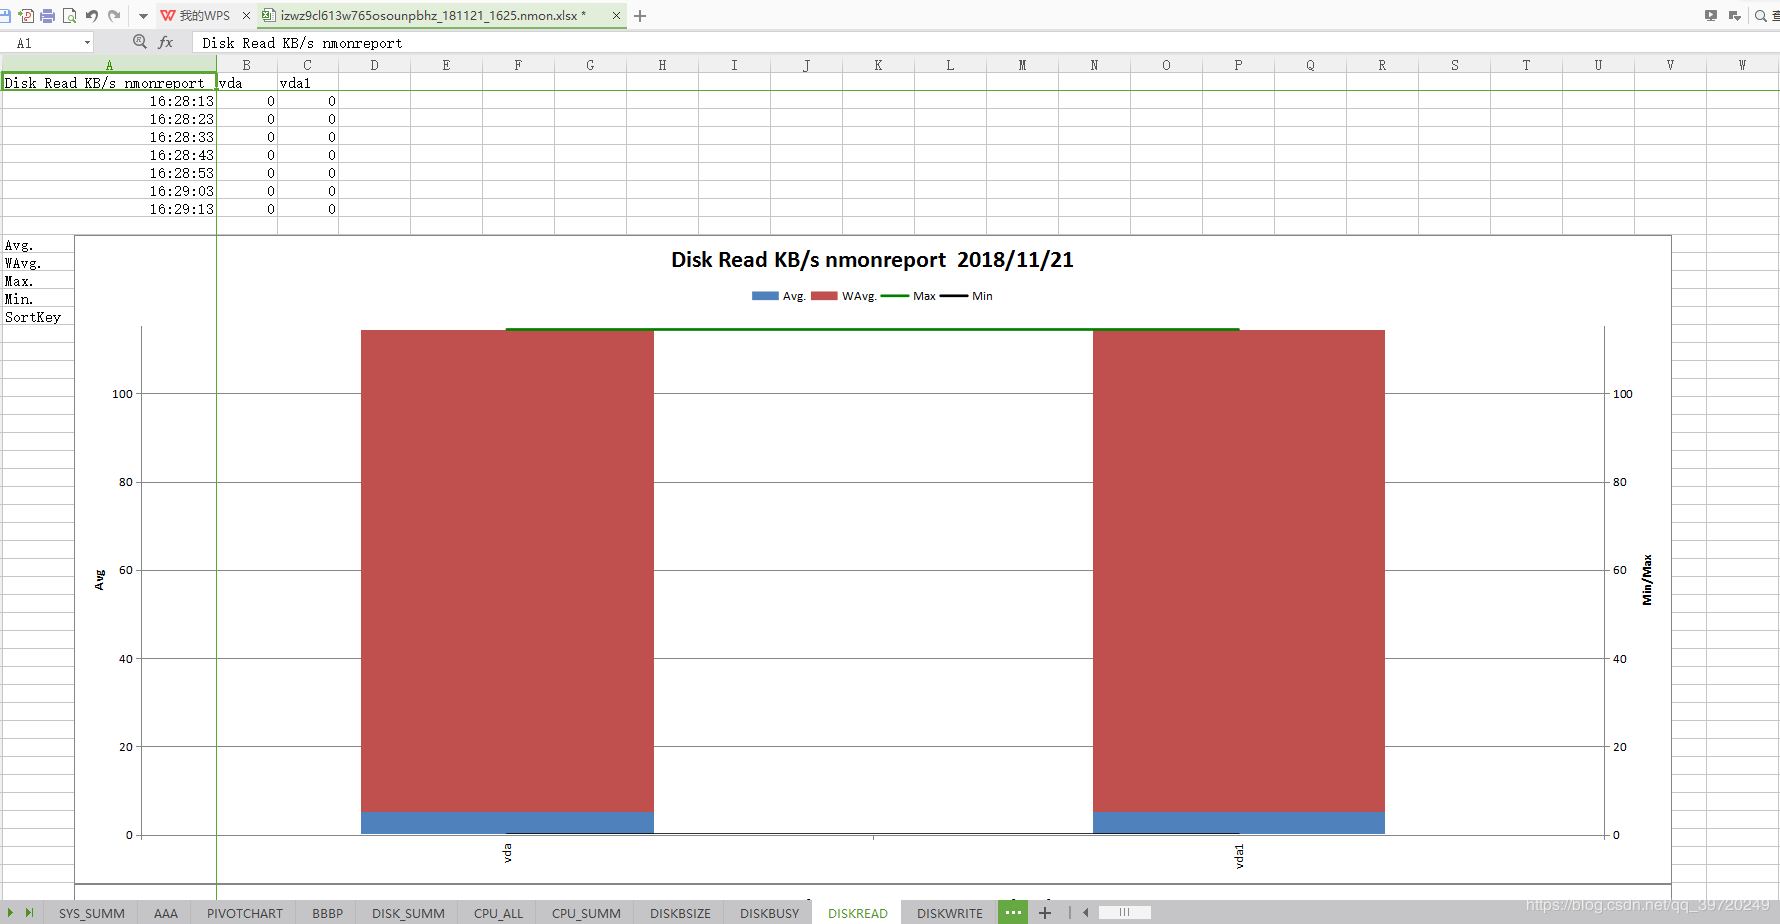 我的WPS × izwz9cl613w765osounpbhz_181121_1625.nmon.xlsx * × +
A1 fx Disk Read KB/s nmonreport
A B C D E F G H I J K L M N O P Q R S T U V W
Disk Read KB/s nmonreport vda vda1
16:28:13 0 0
16:28:23 0 0
16:28:33 0 0
16:28:43 0 0
16:28:53 0 0
16:29:03 0 0
16:29:13 0 0
Avg.
WAvg.
Max.
Min.
SortKey
Disk Read KB/s nmonreport 2018/11/21
Avg. WAvg. Max Min
100 100
80 80
60 60
Avg
Min/Max
40 40
20 20
0 0
vda vda1
SYS_SUMM AAA PIVOTCHART BBBP DISK_SUMM CPU_ALL CPU_SUMM DISKBSIZE DISKBUSY DISKREAD DISKWRITE ··· +
https://blog.csdn.net/qq_39720249